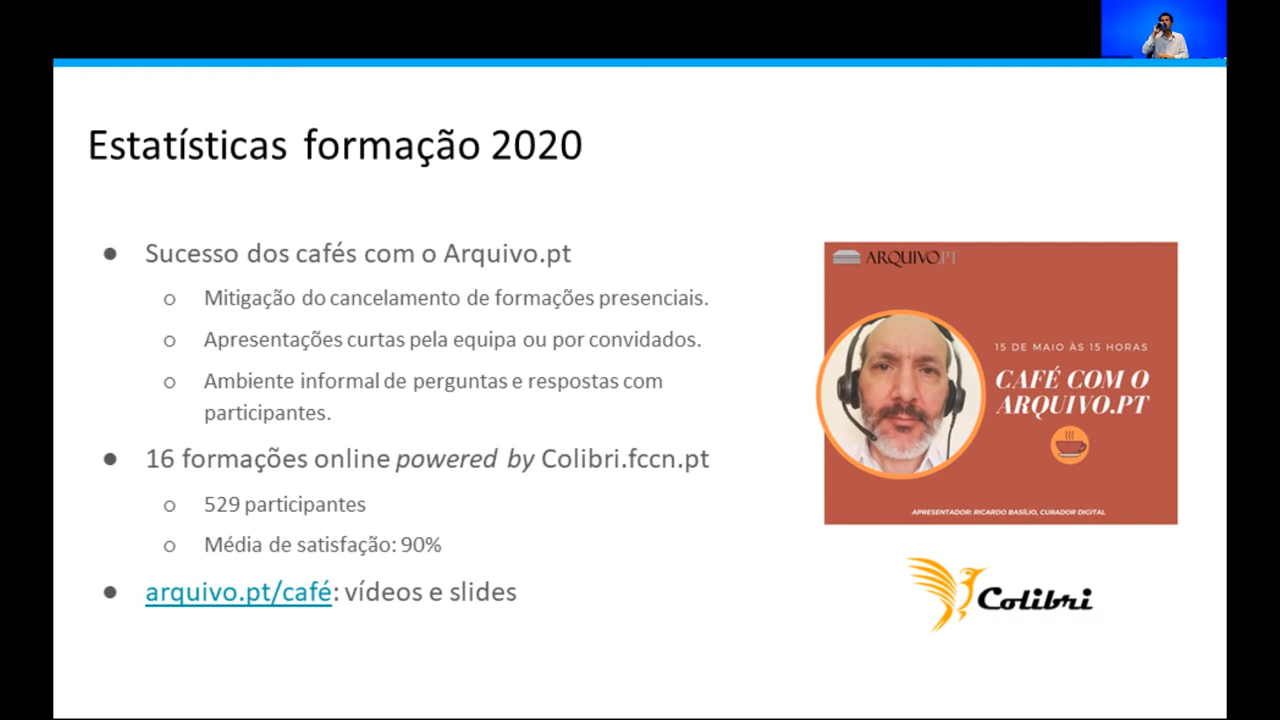 Estatísticas formação 2020
● Sucesso dos cafés com o Arquivo.pt
○ Mitigação do cancelamento de formações presenciais.
○ Apresentações curtas pela equipa ou por convidados.
○ Ambiente informal de perguntas e respostas com
participantes.
● 16 formações online powered by Colibri.fccn.pt
○ 529 participantes
○ Média de satisfação: 90%
● arquivo.pt/café: vídeos e slides
ARQUIVO.PT
15 DE MAIO ÀS 15 HORAS
CAFÉ COM O
ARQUIVO.PT
APRESENTADOR: RICARDO BASÍLIO, CURADOR DIGITAL
Colibri